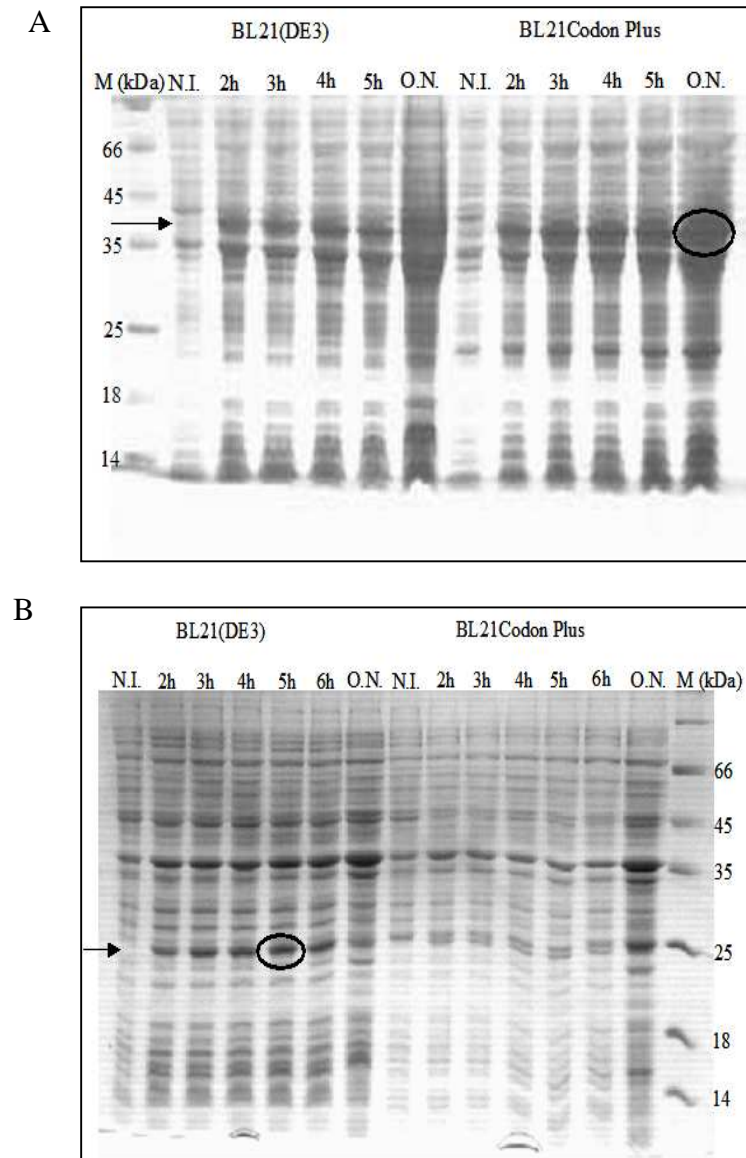 A
BL21(DE3) BL21Codon Plus
M (kDa) N.I. 2h 3h 4h 5h O.N. N.I. 2h 3h 4h 5h O.N.
66
45
35
25
18
14
B
BL21(DE3) BL21Codon Plus
N.I. 2h 3h 4h 5h 6h O.N. N.I. 2h 3h 4h 5h 6h O.N. M (kDa)
66
45
35
25
18
14